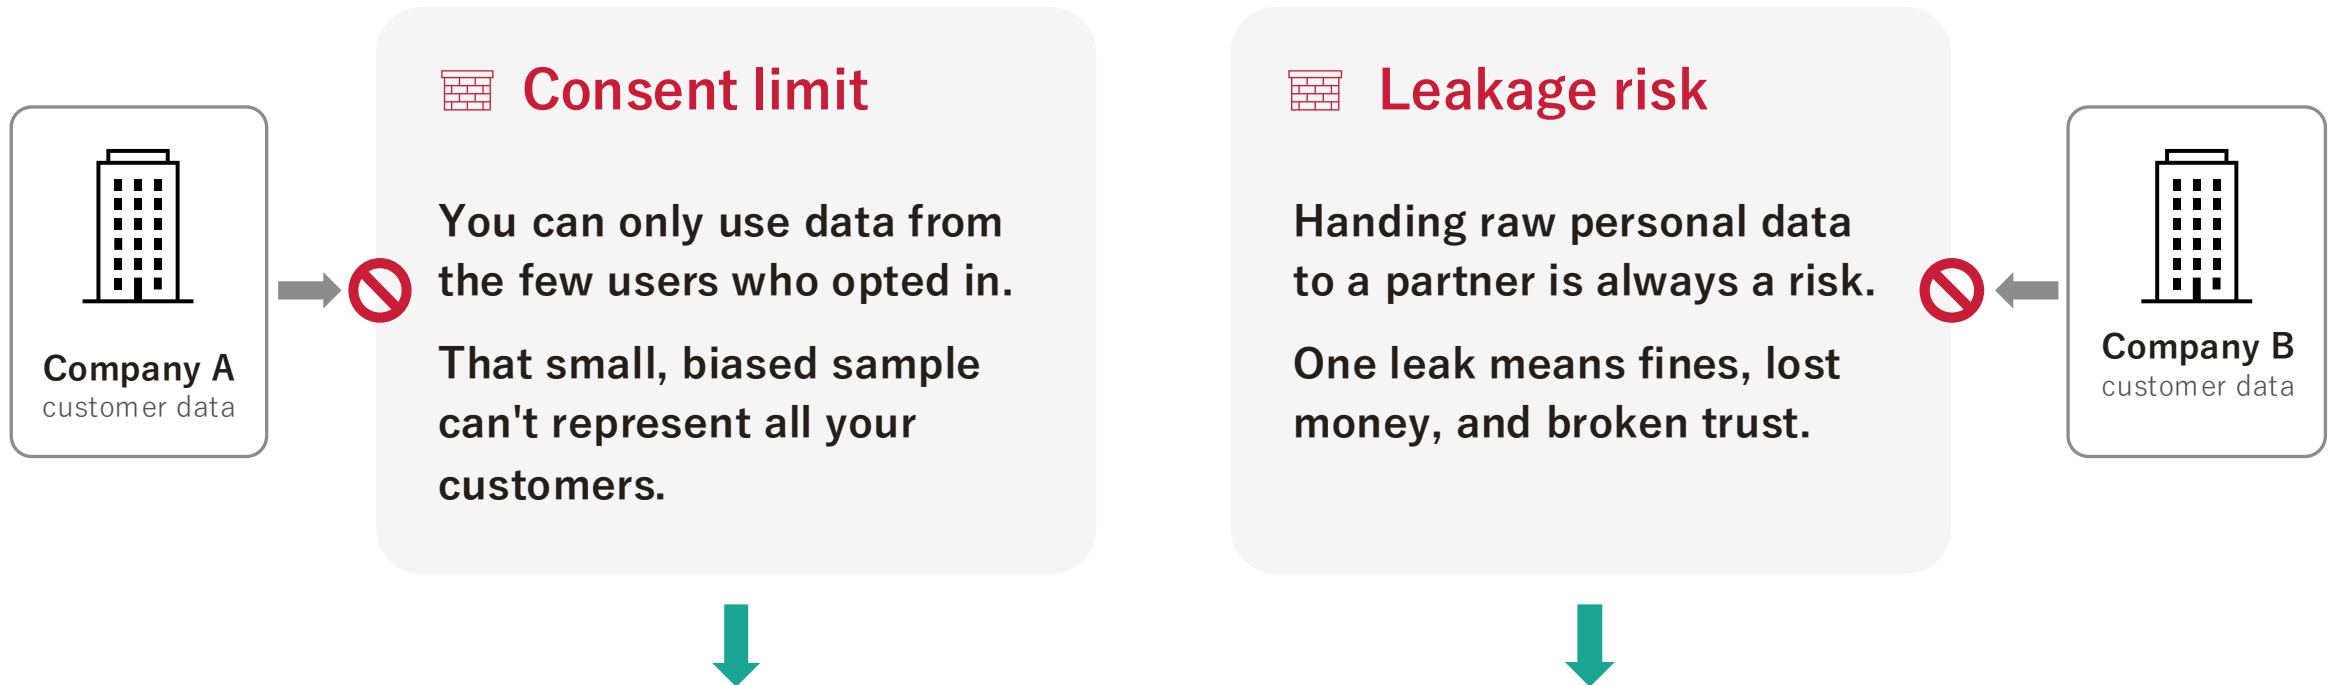 Consent limit
You can only use data from
the few users who opted in.
That small, biased sample
can't represent all your
customers.
Leakage risk
Handing raw personal data
to a partner is always a risk.
One leak means fines, lost
money, and broken trust.
Company A
customer data
Company B
customer data